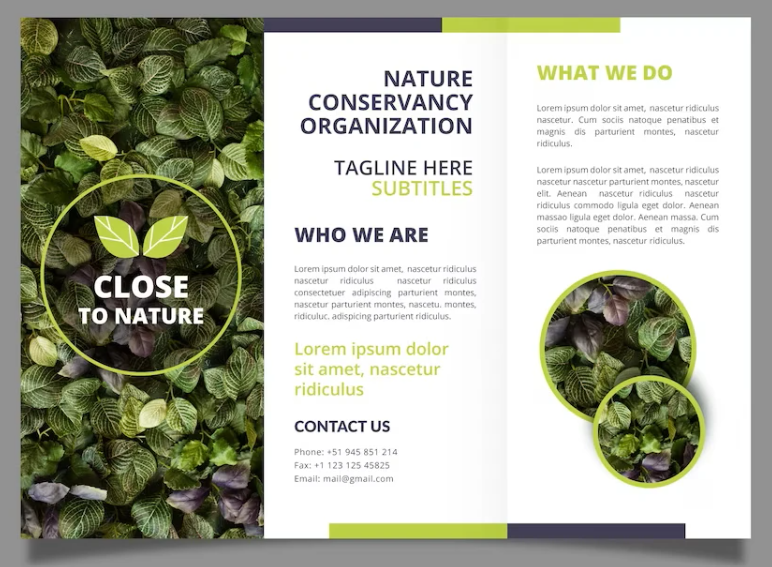 CLOSE
TO NATURE
NATURE
CONSERVANCY
ORGANIZATION
TAGLINE HERE
SUBTITLES
WHO WE ARE
Lorem ipsum dolor sit amet, nascetur ridiculus
nascetur ridiculus nascetur ridiculus
consectetuer adipiscing parturient montes,
nascetur parturient montes, nascetu. montes,
ridiculuc. adispicing parturient ridiculus.
Lorem ipsum dolor
sit amet, nascetur
ridiculus
CONTACT US
Phone: +51 945 851 214
Fax: +1 123 125 45825
Email: mail@gmail.com
WHAT WE DO
Lorem ipsum dolor sit amet, nascetur ridiculus
nascetur. Cum sociis natoque penatibus et
magnis dis parturient montes, nascetur
ridiculus.
Lorem ipsum dolor sit amet, nascetur ridiculus
nascetur nascetur parturient montes, nascetur
elit. Aenean nascetur ridiculus nascetur
ridiculus commodo ligula eget dolor. Aenean
massao ligula eget dolor. Aenean massa. Cum
sociis natoque penatibus et magnis dis
parturient montes, nascetur ridiculus.